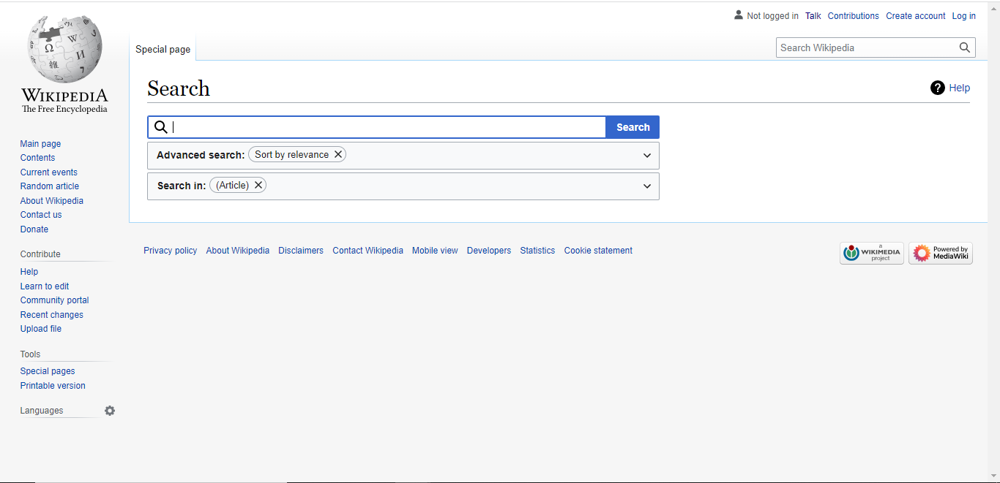 Not logged in Talk Contributions Create account Log in
Special page
Search Wikipedia
WIKIPEDIA
The Free Encyclopedia
Search
Help
Search
Advanced search: Sort by relevance
Search in: (Article)
Main page
Contents
Current events
Random article
About Wikipedia
Contact us
Donate
Contribute
Help
Learn to edit
Community portal
Recent changes
Upload file
Tools
Special pages
Printable version
Languages
Privacy policy About Wikipedia Disclaimers Contact Wikipedia Mobile view Developers Statistics Cookie statement
a
WIKIMEDIA
project
Powered by
MediaWiki